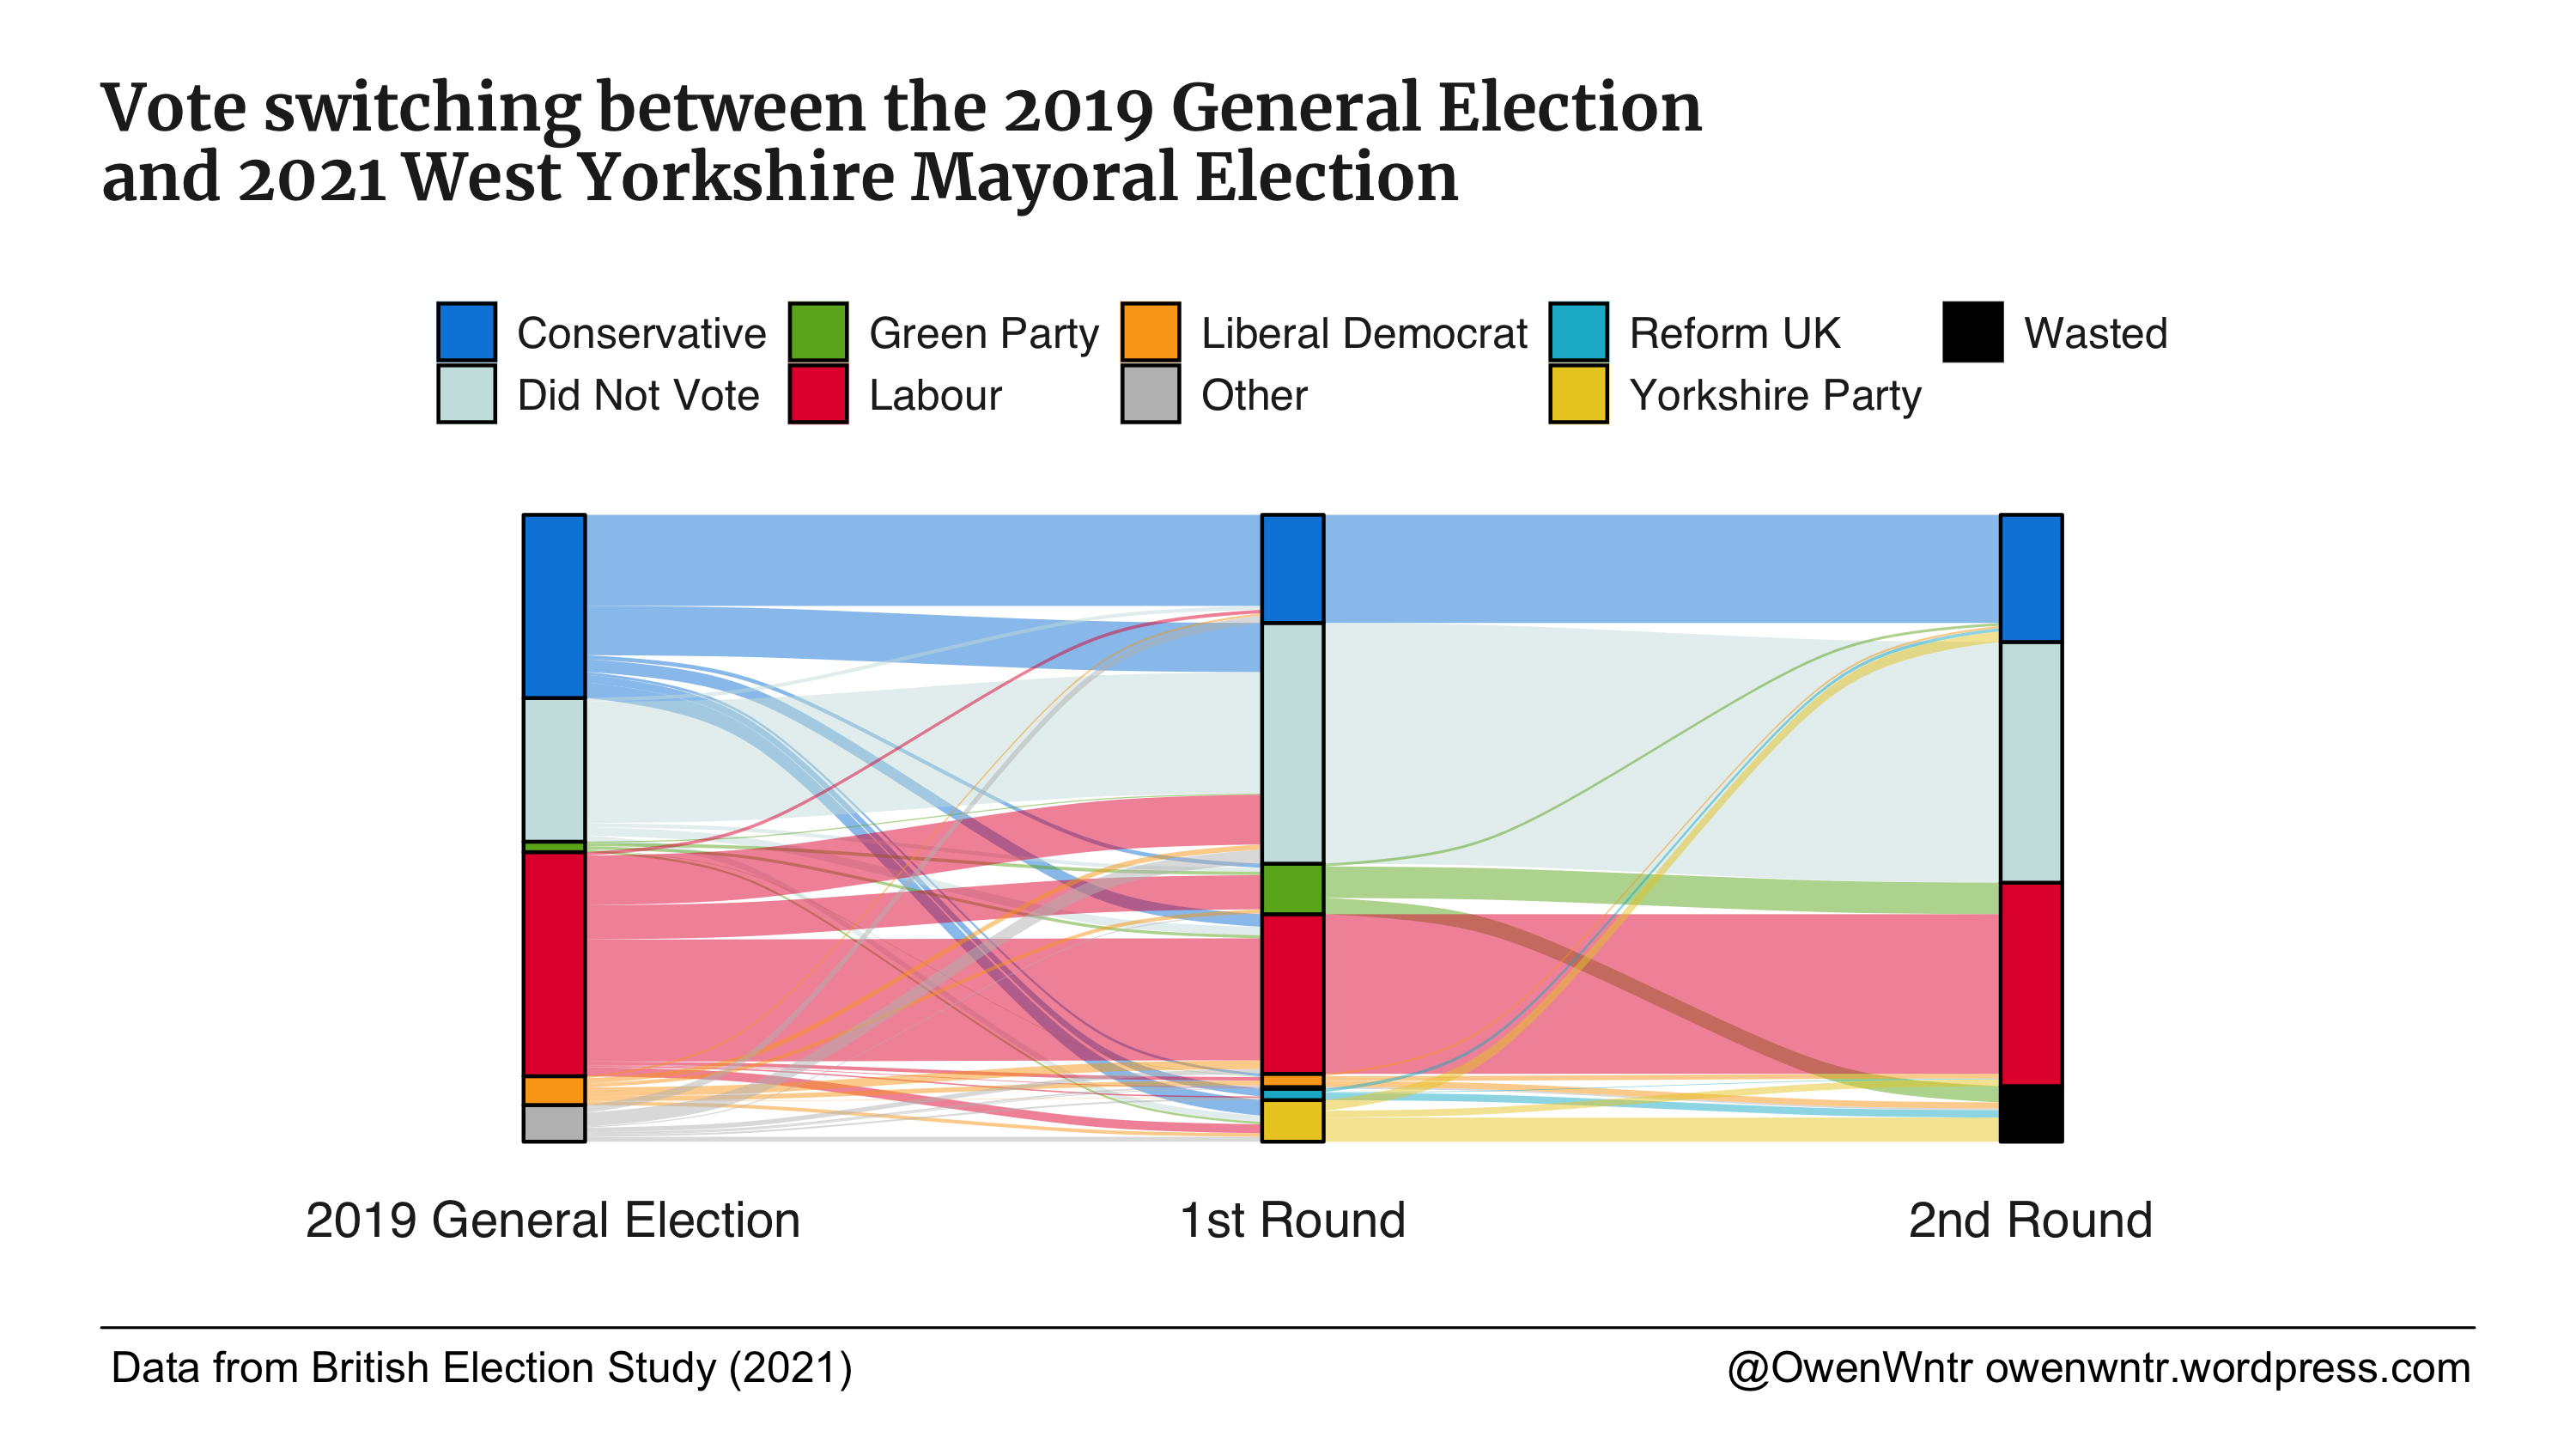 Vote switching between the 2019 General Election
and 2021 West Yorkshire Mayoral Election
Conservative Green Party Liberal Democrat Reform UK Wasted
Did Not Vote Labour Other Yorkshire Party
2019 General Election 1st Round 2nd Round
Data from British Election Study (2021) @OwenWntr owenwntr.wordpress.com